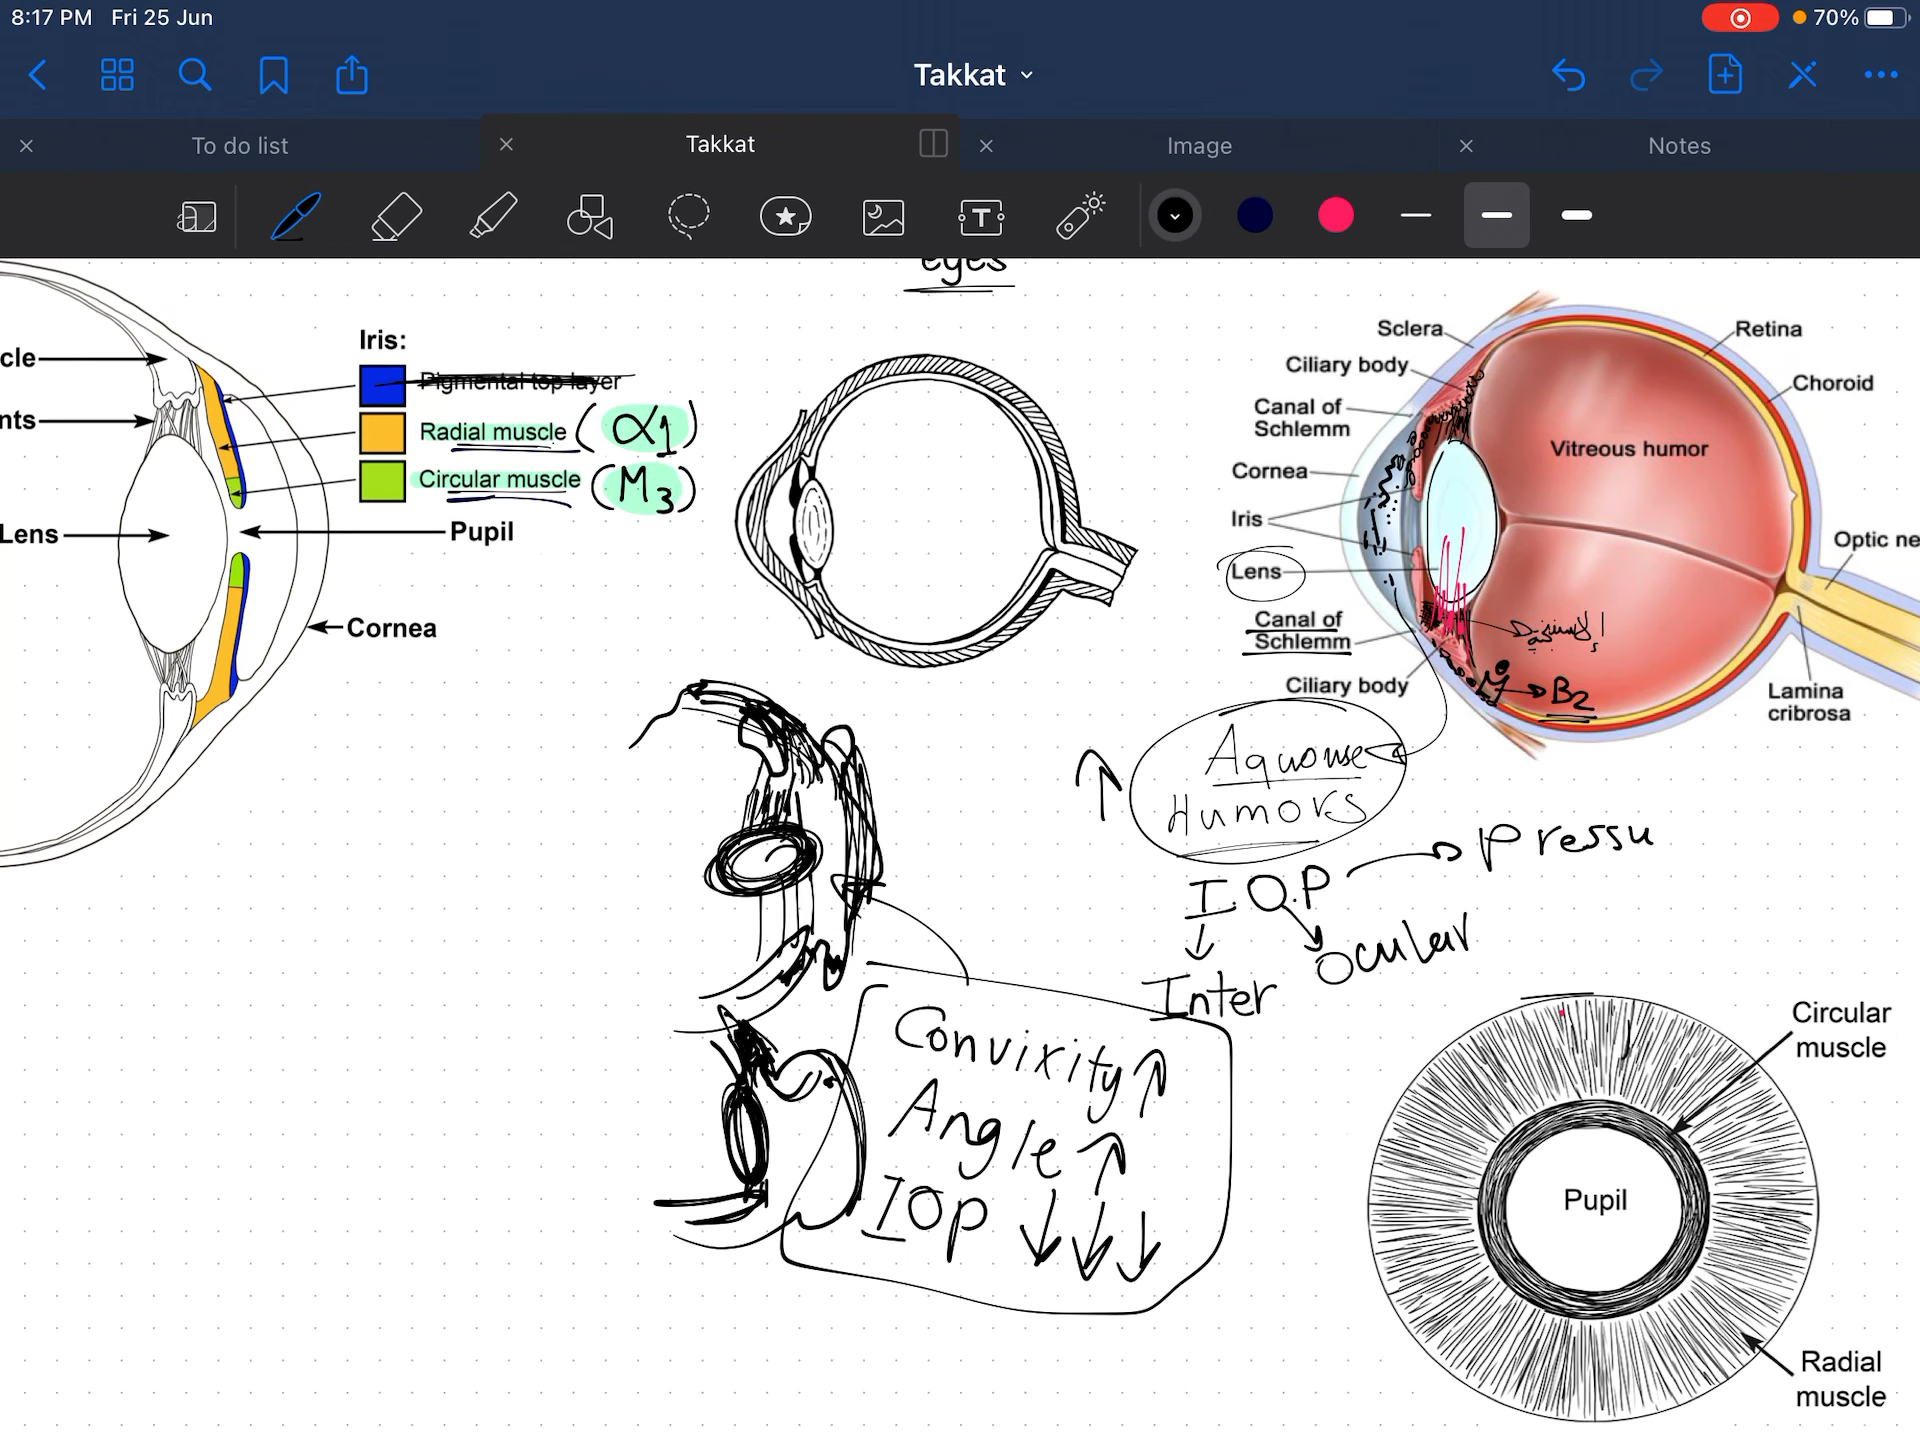 8:17 PM Fri 25 Jun
70%
Takkat
To do list
Takkat
Image
Notes
eyes
cle
nts
Lens
Iris:
Pigmental top layer
Radial muscle (α1)
Circular muscle (M3)
Pupil
Cornea
Sclera
Ciliary body
Canal of
Schlemm
Cornea
Iris
Lens
Canal of
Schlemm
Ciliary body
Retina
Choroid
Vitreous humor
Optic ne
Lamina
cribrosa
B2
↑ Aquouse
Humors
I.O.P → Pressu
Ocular
Inter
Convixity ↑
Angle ↑
IOP ↓↓↓
Circular
muscle
Pupil
Radial
muscle